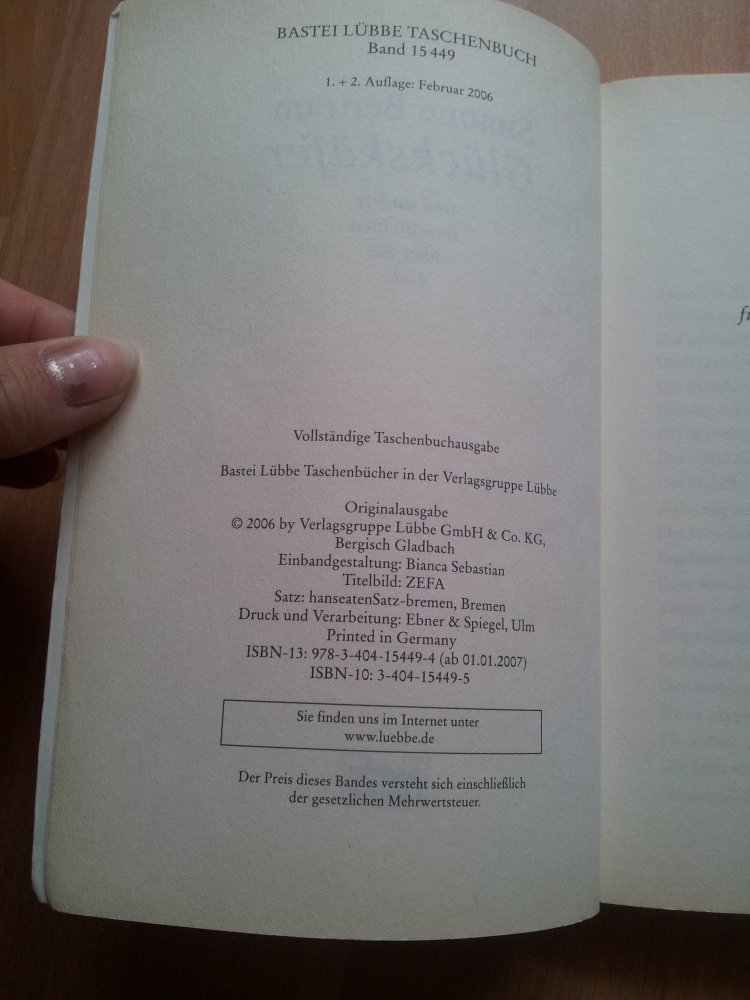 BASTEI LÜBBE TASCHENBUCH
Band 15 449
1. + 2. Auflage: Februar 2006
Vollständige Taschenbuchausgabe
Bastei Lübbe Taschenbücher in der Verlagsgruppe Lübbe
Originalausgabe
© 2006 by Verlagsgruppe Lübbe GmbH & Co. KG,
Bergisch Gladbach
Einbandgestaltung: Bianca Sebastian
Titelbild: ZEFA
Satz: hanseatenSatz-bremen, Bremen
Druck und Verarbeitung: Ebner & Spiegel, Ulm
Printed in Germany
ISBN-13: 978-3-404-15449-4 (ab 01.01.2007)
ISBN-10: 3-404-15449-5
Sie finden uns im Internet unter
www.luebbe.de
Der Preis dieses Bandes versteht sich einschließlich
der gesetzlichen Mehrwertsteuer.